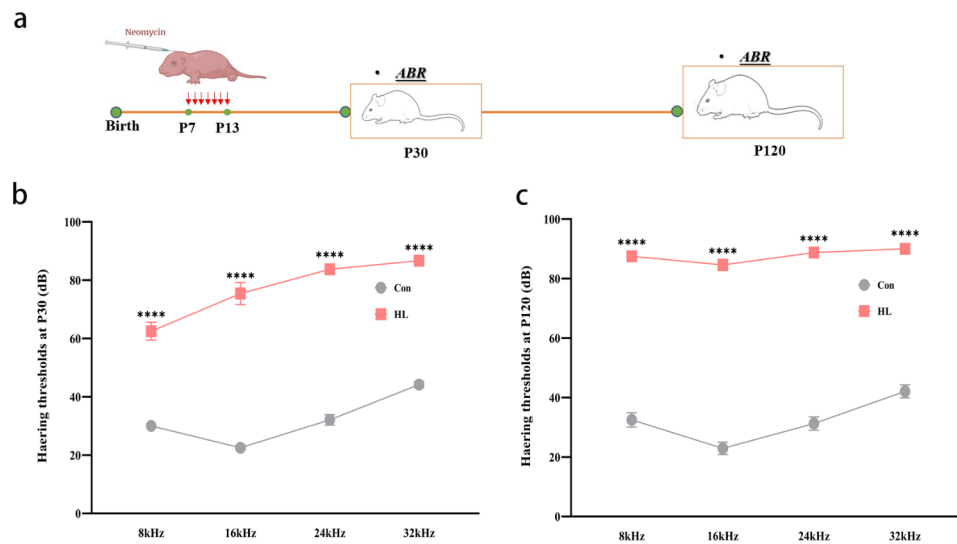 a
Neomycin
• ABR
• ABR
Birth
P7
P13
P30
P120
b
Haering thresholds at P30 (dB)
100
80
60
40
20
0
****
****
****
****
Con
HL
8kHz
16kHz
24kHz
32kHz
c
Haering thresholds at P120 (dB)
100
80
60
40
20
0
****
****
****
****
Con
HL
8kHz
16kHz
24kHz
32kHz